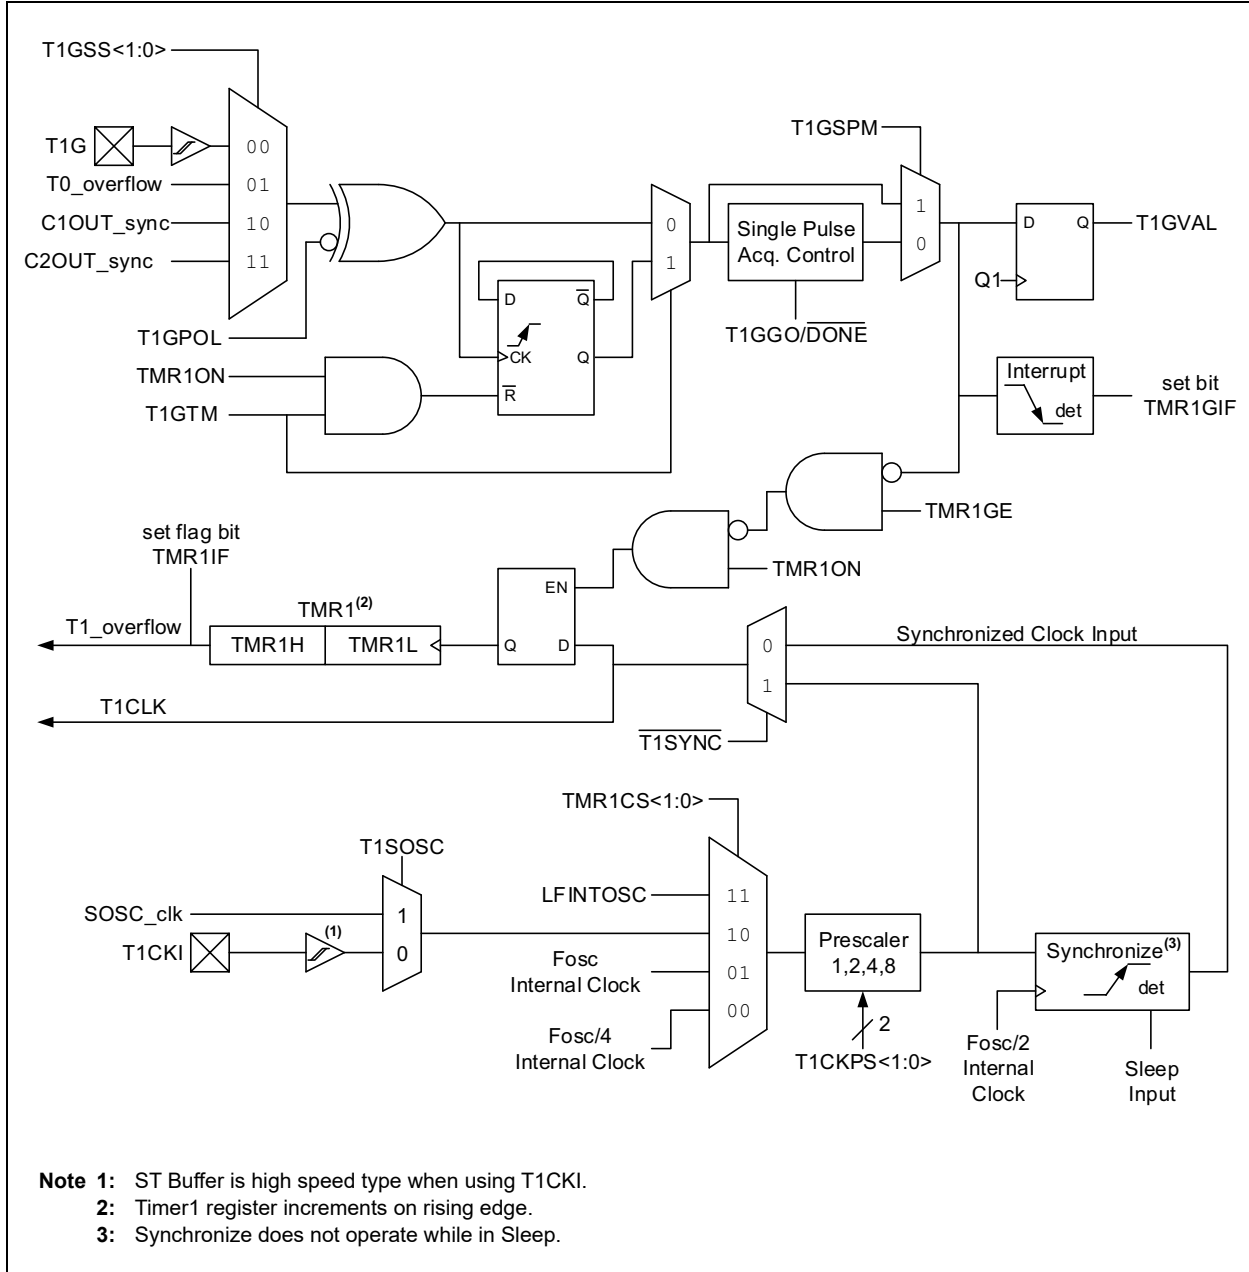 T1GSS<1:0>
T1G
00
T0_overflow
01
C1OUT_sync
10
C2OUT_sync
11
T1GPOL
TMR1ON
T1GTM
D
Q
CK
Q
R
0
1
T1GSPM
Single Pulse
Acq. Control
T1GGO/DONE
1
0
D
Q
Q1
T1GVAL
Interrupt
det
set bit
TMR1GIF
TMR1GE
TMR1ON
set flag bit
TMR1IF
T1_overflow
TMR1(2)
TMR1H
TMR1L
EN
Q
D
T1CLK
0
1
Synchronized Clock Input
T1SYNC
TMR1CS<1:0>
T1SOSC
SOSC_clk
1
T1CKI
(1)
0
LFINTOSC
11
10
Fosc
Internal Clock
01
00
Fosc/4
Internal Clock
Prescaler
1,2,4,8
2
T1CKPS<1:0>
Synchronize(3)
det
Fosc/2
Internal
Clock
Sleep
Input
Note 1: ST Buffer is high speed type when using T1CKI.
2: Timer1 register increments on rising edge.
3: Synchronize does not operate while in Sleep.